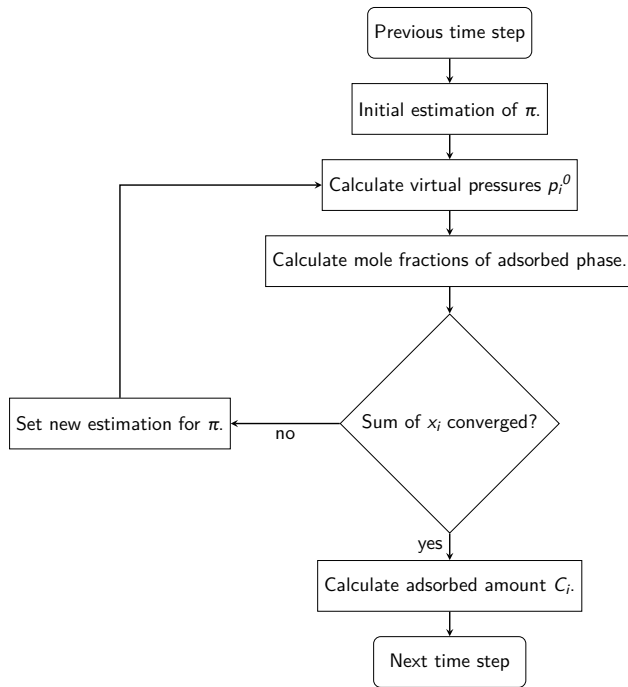 Previous time step
Initial estimation of π.
Calculate virtual pressures pᵢ⁰
Calculate mole fractions of adsorbed phase.
Sum of xᵢ converged?
no
Set new estimation for π.
yes
Calculate adsorbed amount Cᵢ.
Next time step